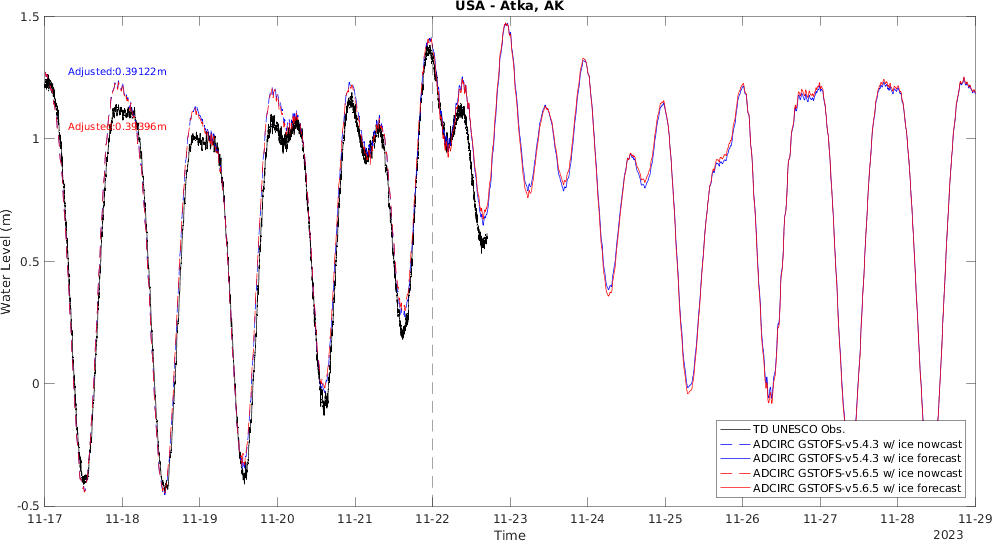 USA - Atka, AK
1.5
Adjusted:0.39122m
Adjusted:0.39396m
1
0.5
0
-0.5
Water Level (m)
11-17 11-18 11-19 11-20 11-21 11-22 11-23 11-24 11-25 11-26 11-27 11-28 11-29
Time
2023
TD UNESCO Obs.
ADCIRC GSTOFS-v5.4.3 w/ ice nowcast
ADCIRC GSTOFS-v5.4.3 w/ ice forecast
ADCIRC GSTOFS-v5.6.5 w/ ice nowcast
ADCIRC GSTOFS-v5.6.5 w/ ice forecast